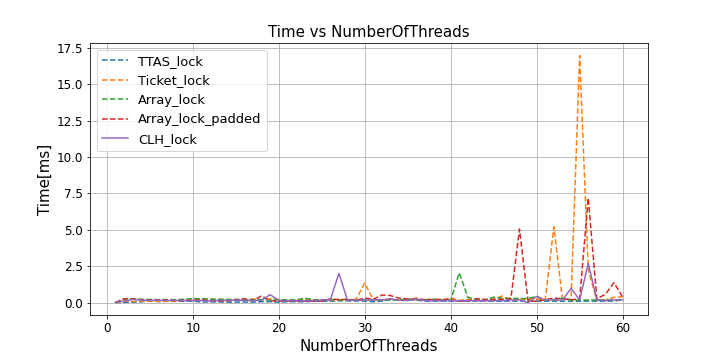 Time vs NumberOfThreads
17.5
15.0
12.5
10.0
7.5
5.0
2.5
0.0
Time[ms]
TTAS_lock
Ticket_lock
Array_lock
Array_lock_padded
CLH_lock
0 10 20 30 40 50 60
NumberOfThreads